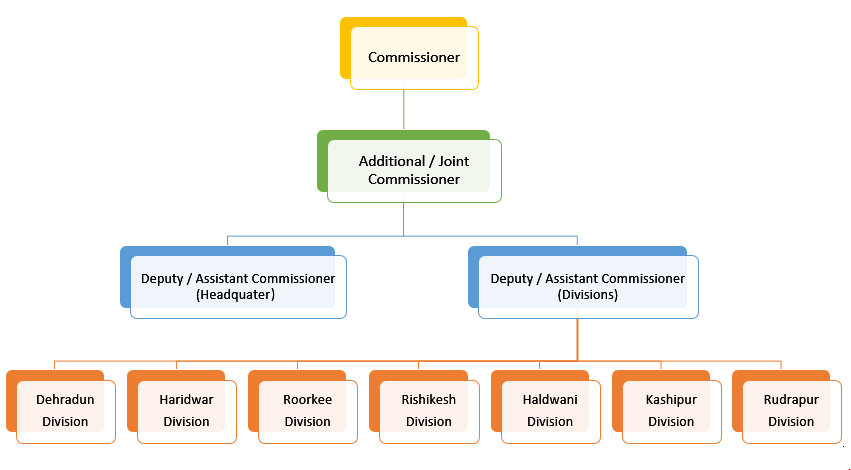 Commissioner
Additional / Joint
Commissioner
Deputy / Assistant Commissioner
(Headquater)
Deputy / Assistant Commissioner
(Divisions)
Dehradun
Division
Haridwar
Division
Roorkee
Division
Rishikesh
Division
Haldwani
Division
Kashipur
Division
Rudrapur
Division